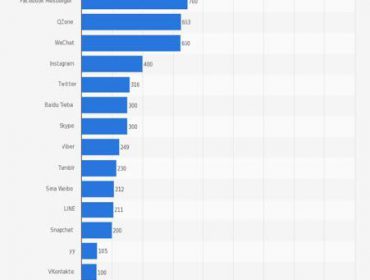 Facebook Messenger 700
QZone 653
WeChat 650
Instagram 400
Twitter 316
Baidu Tieba 300
Skype 300
Viber 249
Tumblr 230
Sina Weibo 212
LINE 211
Snapchat 200
yy 105
VKontakte 100